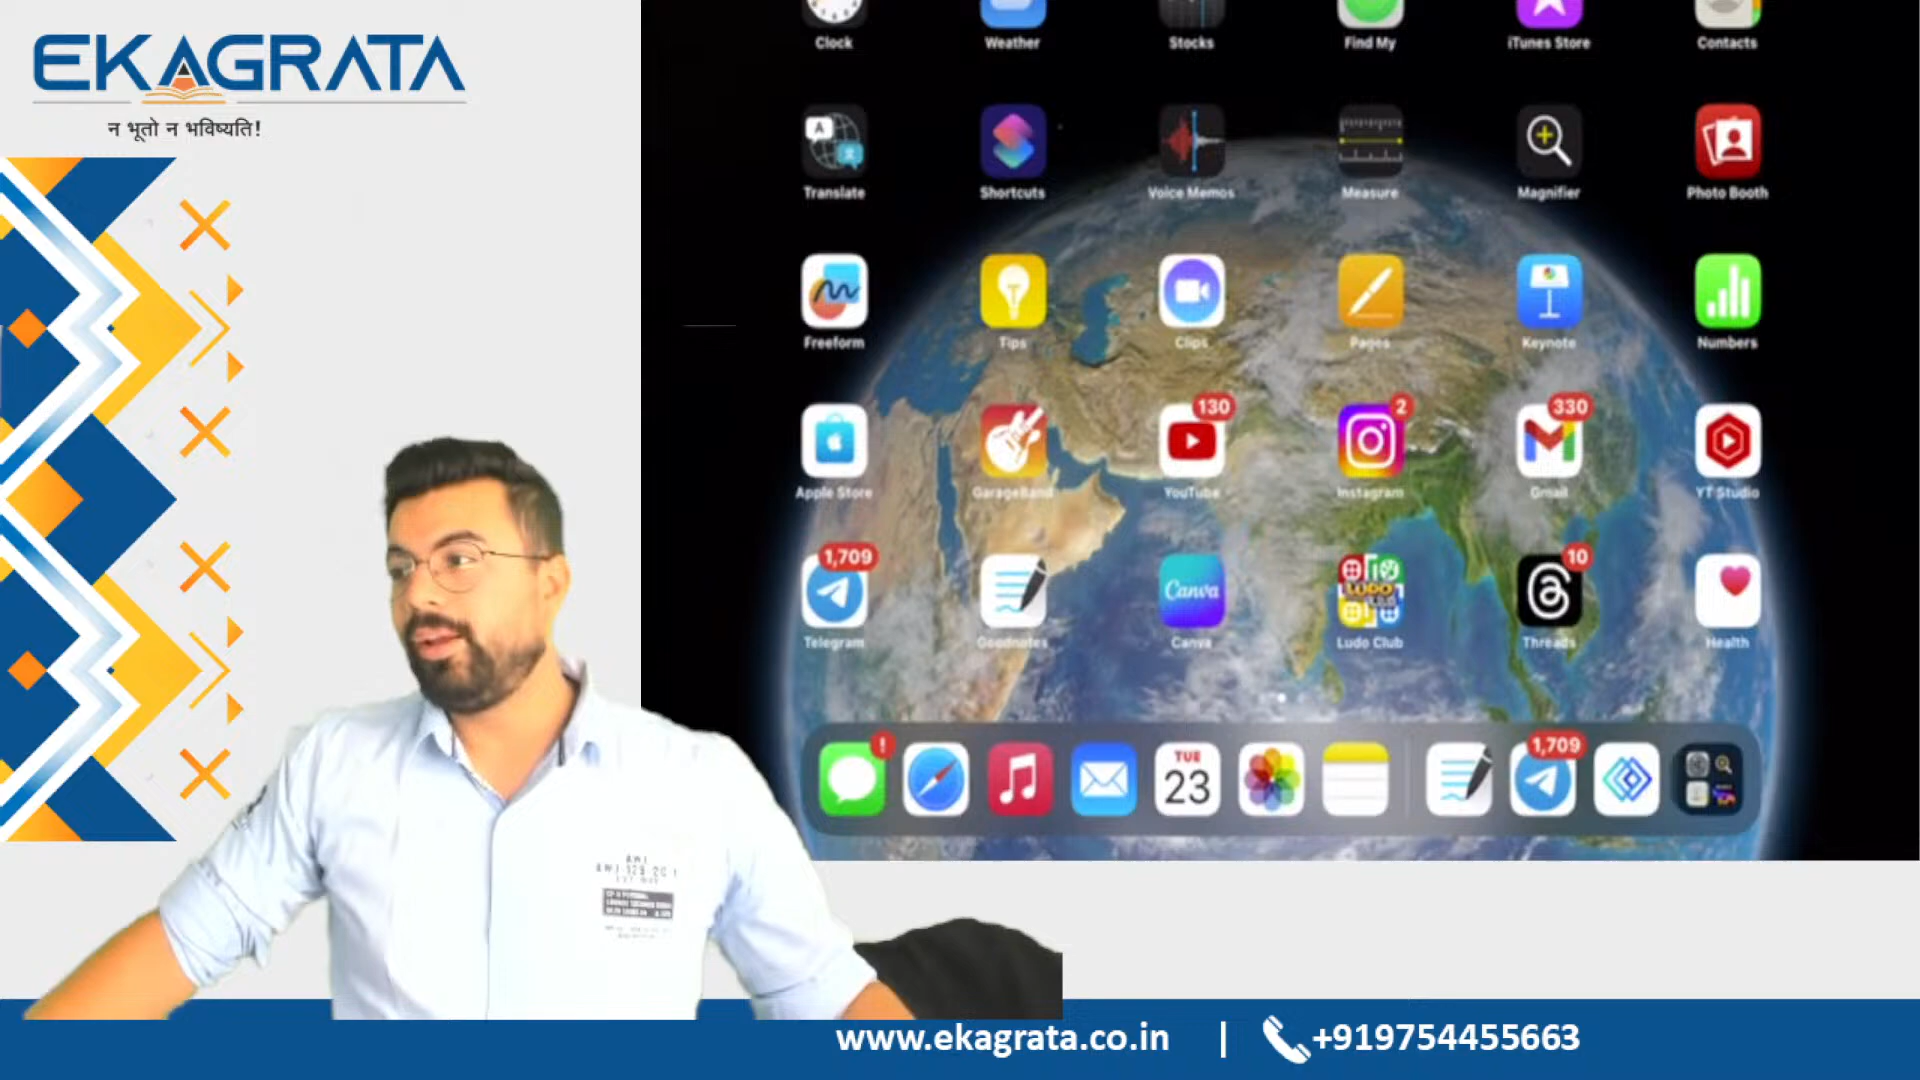 EKAGRATA
न भूतो न भविष्यति!
Clock Weather Stocks Find My iTunes Store Contacts
Translate Shortcuts Voice Memos Measure Magnifier Photo Booth
Freeform Tips Clips Pages Keynote Numbers
130 2 330
Apple Store GarageBand YouTube Instagram Gmail YT Studio
1,709 10
Canva
LUDO
Telegram Goodnotes Canva Ludo Club Threads Health
! 1,709
TUE
23
www.ekagrata.co.in | +919754455663